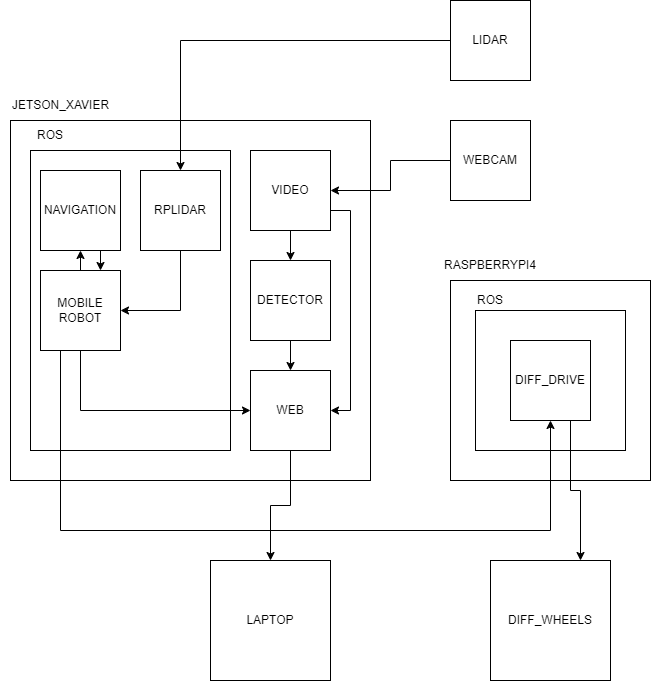 LIDAR
JETSON_XAVIER
ROS
WEBCAM
NAVIGATION
RPLIDAR
VIDEO
RASPBERRYPI4
ROS
MOBILE
ROBOT
DETECTOR
DIFF_DRIVE
WEB
LAPTOP
DIFF_WHEELS